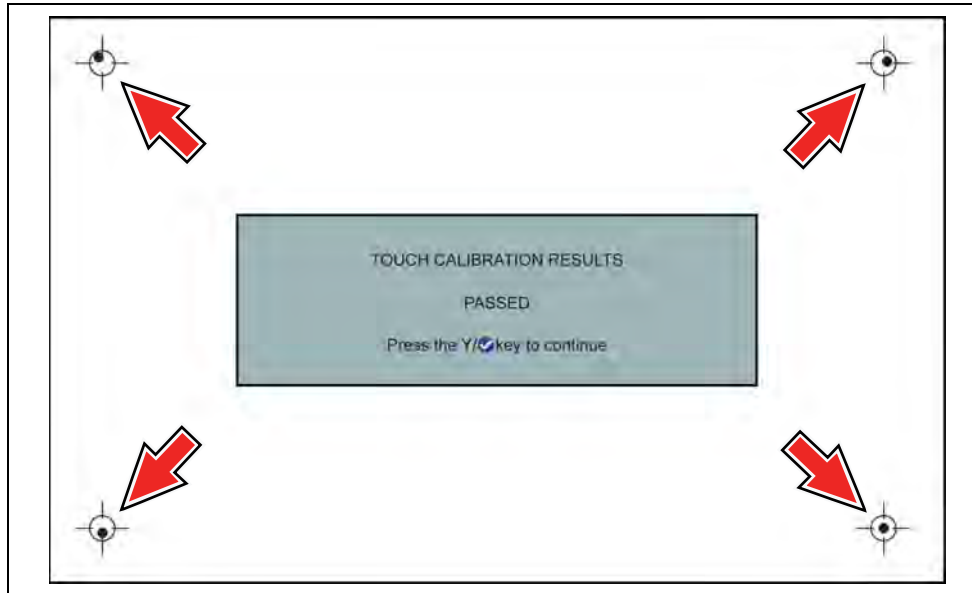 TOUCH CALIBRATION RESULTS
PASSED
Press the Y/✓key to continue